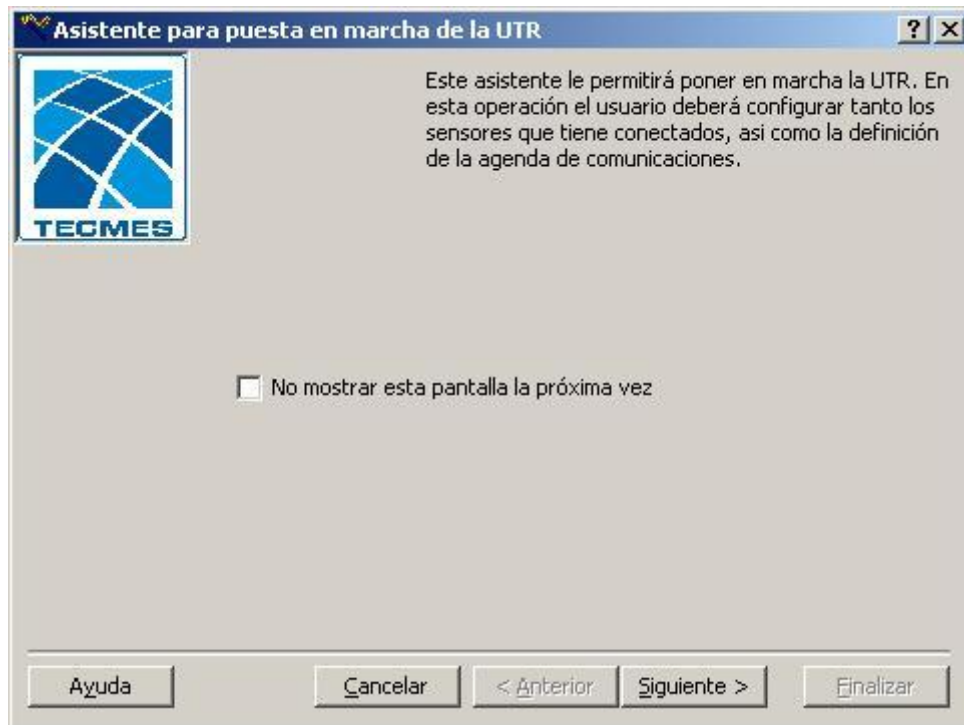 Asistente para puesta en marcha de la UTR
Este asistente le permitirá poner en marcha la UTR. En
esta operación el usuario deberá configurar tanto los
sensores que tiene conectados, asi como la definición
de la agenda de comunicaciones.
TECMES
No mostrar esta pantalla la próxima vez
Ayuda
Cancelar
< Anterior
Siguiente >
Finalizar